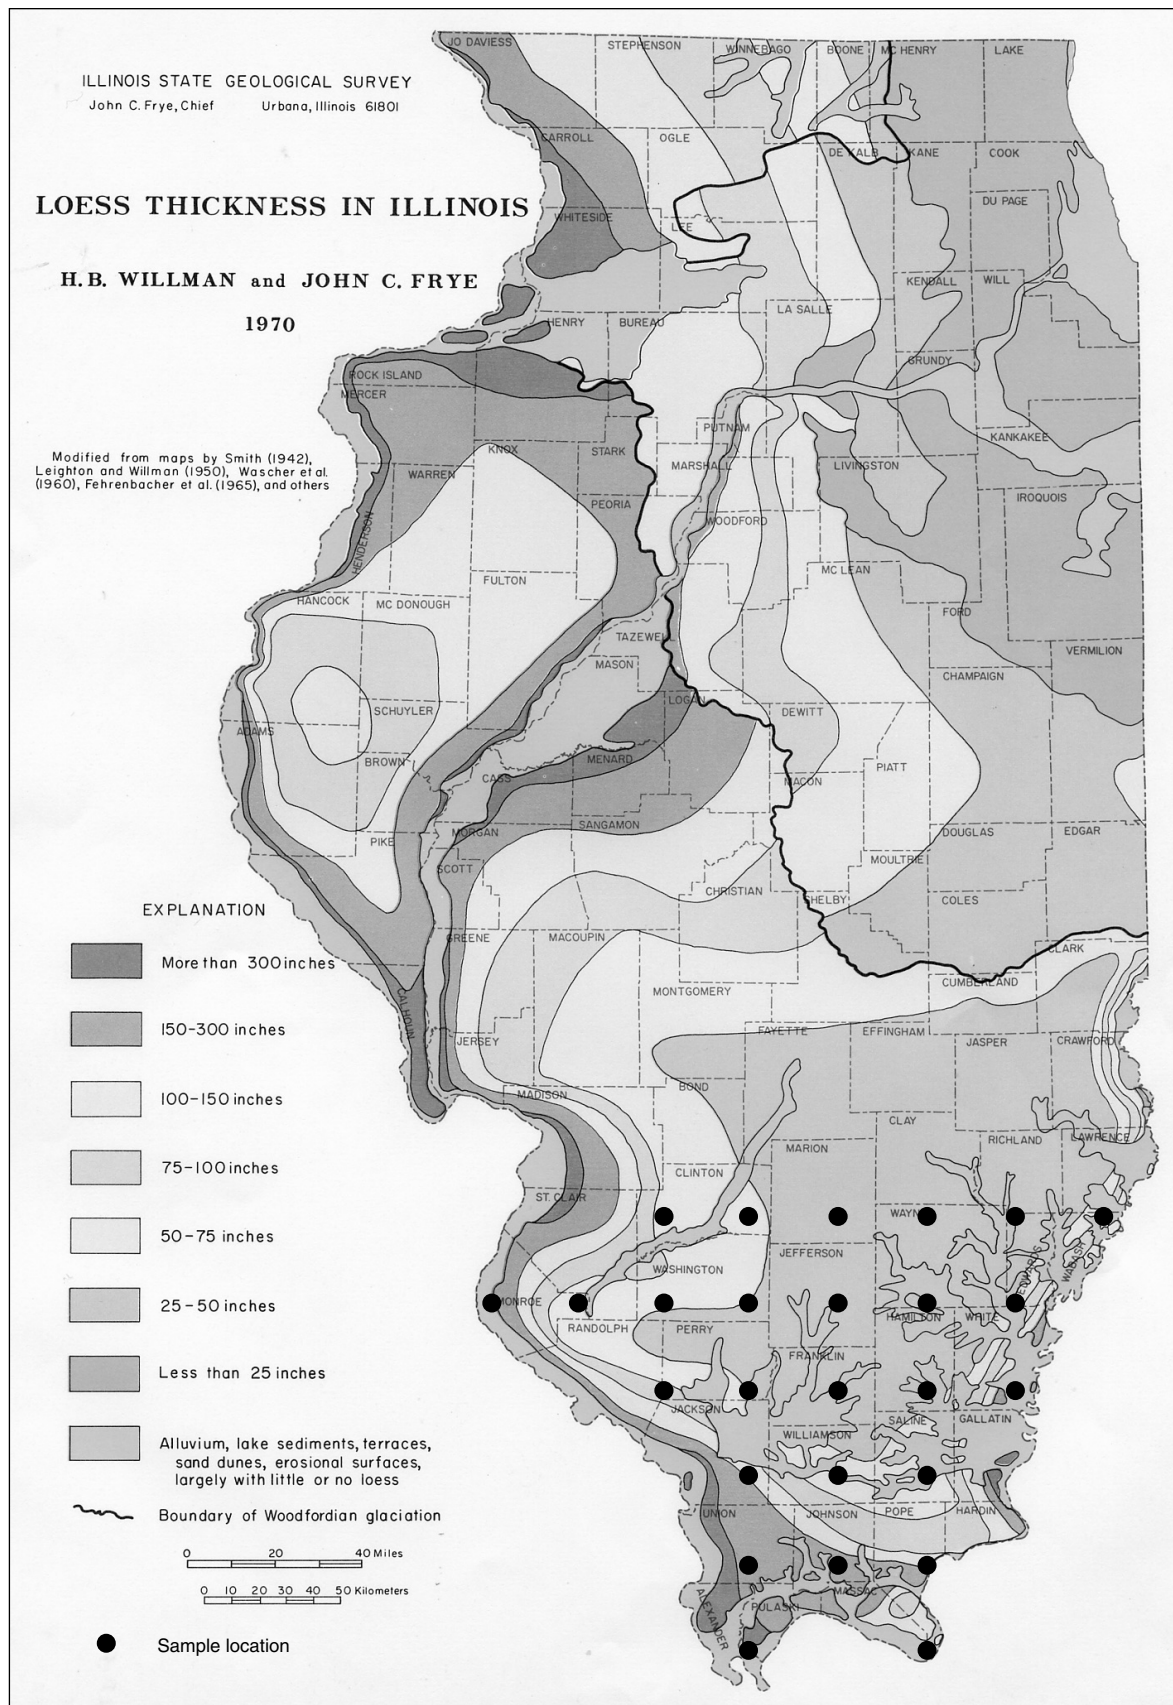 ILLINOIS STATE GEOLOGICAL SURVEY
John C. Frye, Chief Urbana, Illinois 61801
LOESS THICKNESS IN ILLINOIS
H.B. WILLMAN and JOHN C. FRYE
1970
Modified from maps by Smith (1942),
Leighton and Willman (1950), Wascher et al.
(1960), Fehrenbacher et al. (1965), and others
JO DAVIESS
STEPHENSON
WINNEBAGO
BOONE
MC HENRY
LAKE
CARROLL
OGLE
DE KALB
KANE
COOK
DU PAGE
WHITESIDE
LEE
KENDALL
WILL
LA SALLE
HENRY
BUREAU
GRUNDY
ROCK ISLAND
MERCER
PUTNAM
KANKAKEE
KNOX
STARK
MARSHALL
LIVINGSTON
WARREN
IROQUOIS
PEORIA
WOODFORD
HENDERSON
MC LEAN
FULTON
HANCOCK
MC DONOUGH
FORD
TAZEWELL
VERMILION
MASON
CHAMPAIGN
LOGAN
SCHUYLER
DEWITT
ADAMS
BROWN
MENARD
CASS
PIATT
MACON
MORGAN
SANGAMON
DOUGLAS
EDGAR
PIKE
MOULTRIE
SCOTT
CHRISTIAN
SHELBY
COLES
GREENE
MACOUPIN
CLARK
CUMBERLAND
MONTGOMERY
CALHOUN
FAYETTE
EFFINGHAM
JASPER
CRAWFORD
JERSEY
BOND
MADISON
CLAY
RICHLAND
LAWRENCE
MARION
CLINTON
ST. CLAIR
WAYN
JEFFERSON
WASHINGTON
EDWARDS
WABASH
MONROE
HAMILTON
WHITE
RANDOLPH
PERRY
FRANKLIN
JACKSON
SALINE
GALLATIN
WILLIAMSON
UNION
JOHNSON
POPE
HARDIN
MASSAC
PULASKI
ALEXANDER
EXPLANATION
More than 300 inches
150-300 inches
100-150 inches
75-100 inches
50-75 inches
25-50 inches
Less than 25 inches
Alluvium, lake sediments, terraces,
sand dunes, erosional surfaces,
largely with little or no loess
Boundary of Woodfordian glaciation
0 20 40 Miles
0 10 20 30 40 50 Kilometers
Sample location